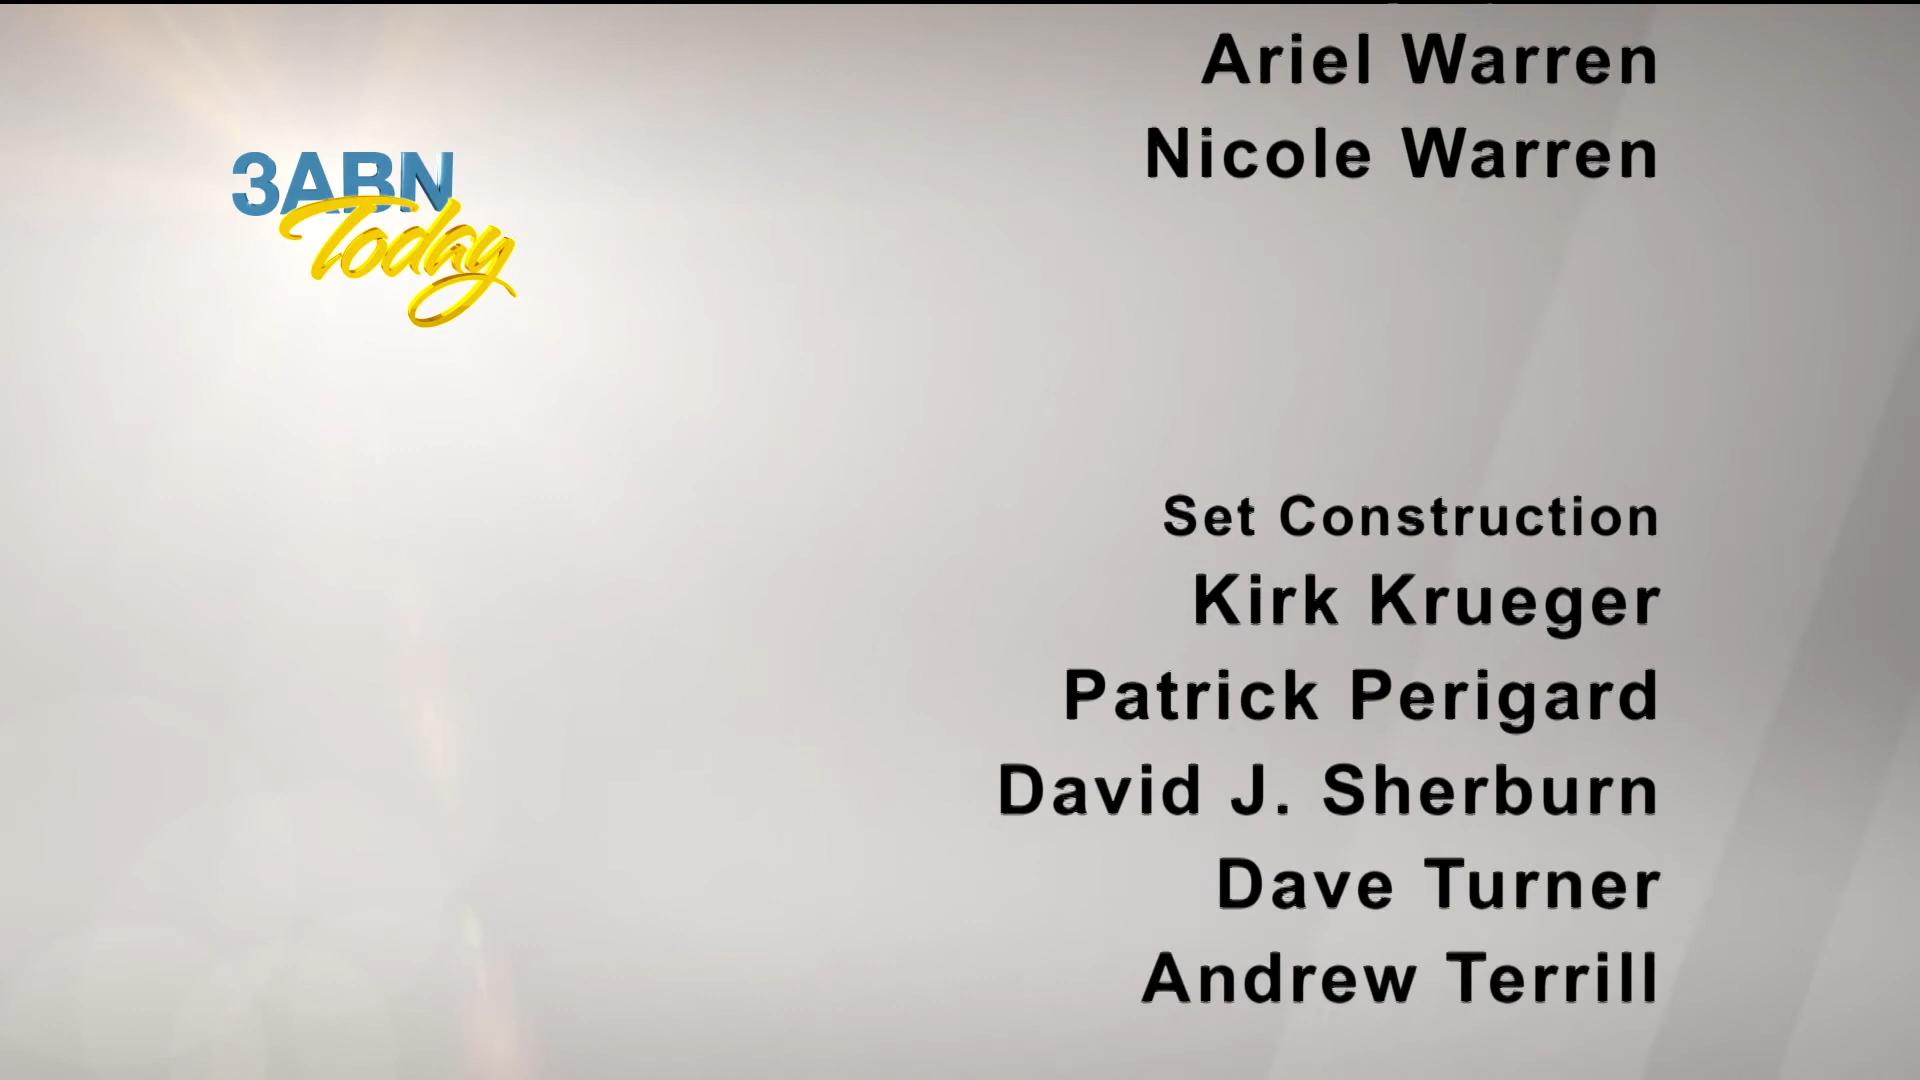 3ABN
Today
Ariel Warren
Nicole Warren
Set Construction
Kirk Krueger
Patrick Perigard
David J. Sherburn
Dave Turner
Andrew Terrill